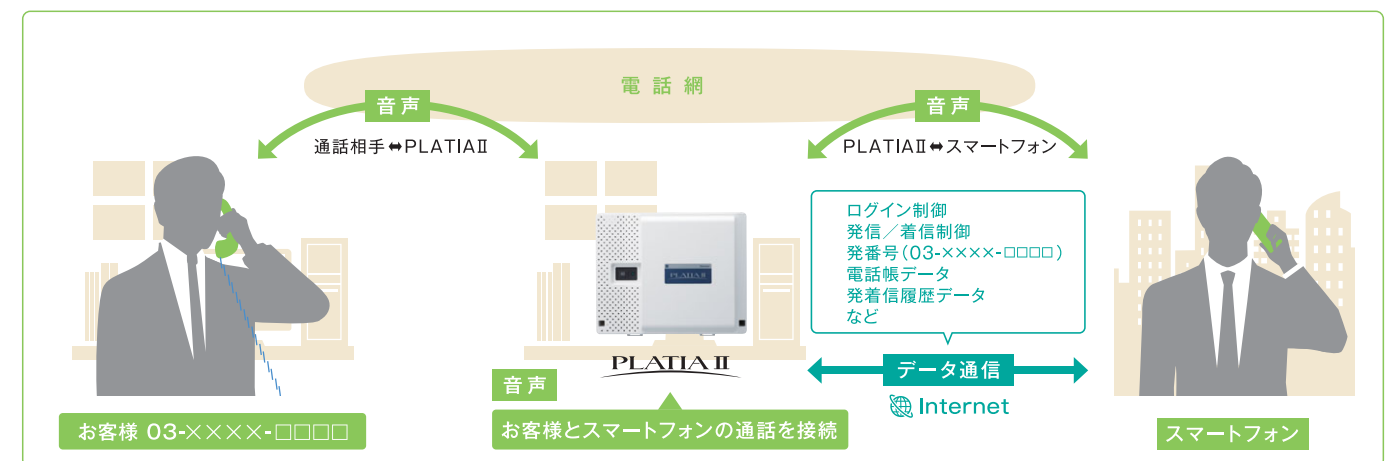 電話網
音声
音声
通話相手⬌PLATIAⅡ
PLATIAⅡ⬌スマートフォン
ログイン制御
発信／着信制御
発番号（03-××××-□□□□）
電話帳データ
発着信履歴データ
など
PLATIAⅡ
PLATIAⅡ
データ通信
Internet
音声
お客様とスマートフォンの通話を接続
お客様 03-××××-□□□□
スマートフォン